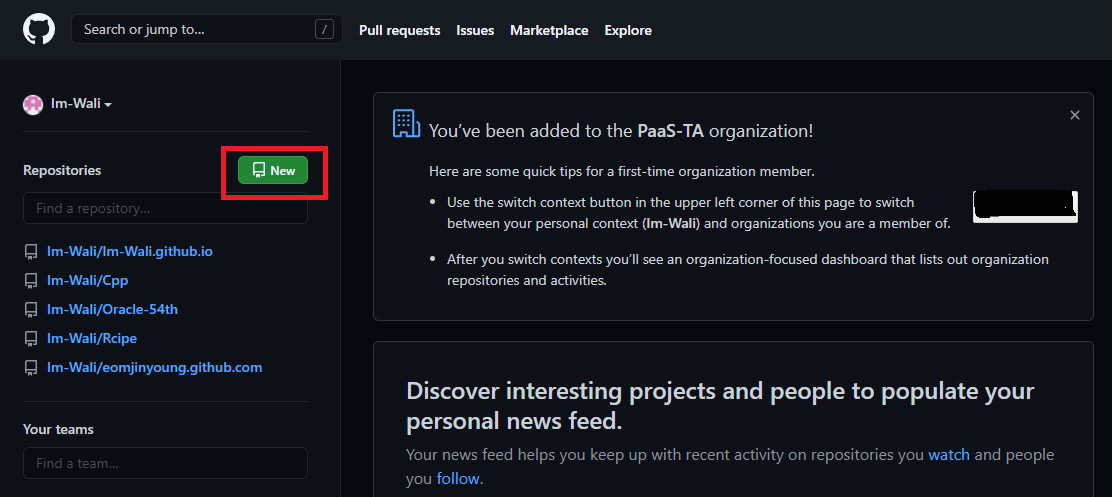 Search or jump to...
/
Pull requests
Issues
Marketplace
Explore
Im-Wali
Repositories
New
Find a repository...
Im-Wali/Im-Wali.github.io
Im-Wali/Cpp
Im-Wali/Oracle-54th
Im-Wali/Rcipe
Im-Wali/eomjinyoung.github.com
Your teams
Find a team...
You've been added to the PaaS-TA organization!
Here are some quick tips for a first-time organization member.
• Use the switch context button in the upper left corner of this page to switch
between your personal context (Im-Wali) and organizations you are a member of.
• After you switch contexts you'll see an organization-focused dashboard that lists out organization
repositories and activities.
Discover interesting projects and people to populate your
personal news feed.
Your news feed helps you keep up with recent activity on repositories you watch and people
you follow.